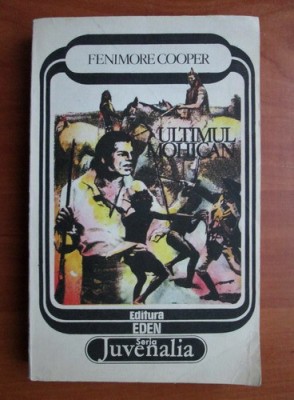 FENIMORE COOPER
ULTIMUL
MOHICAN
Editura
EDEN
Seria
Juvenalia